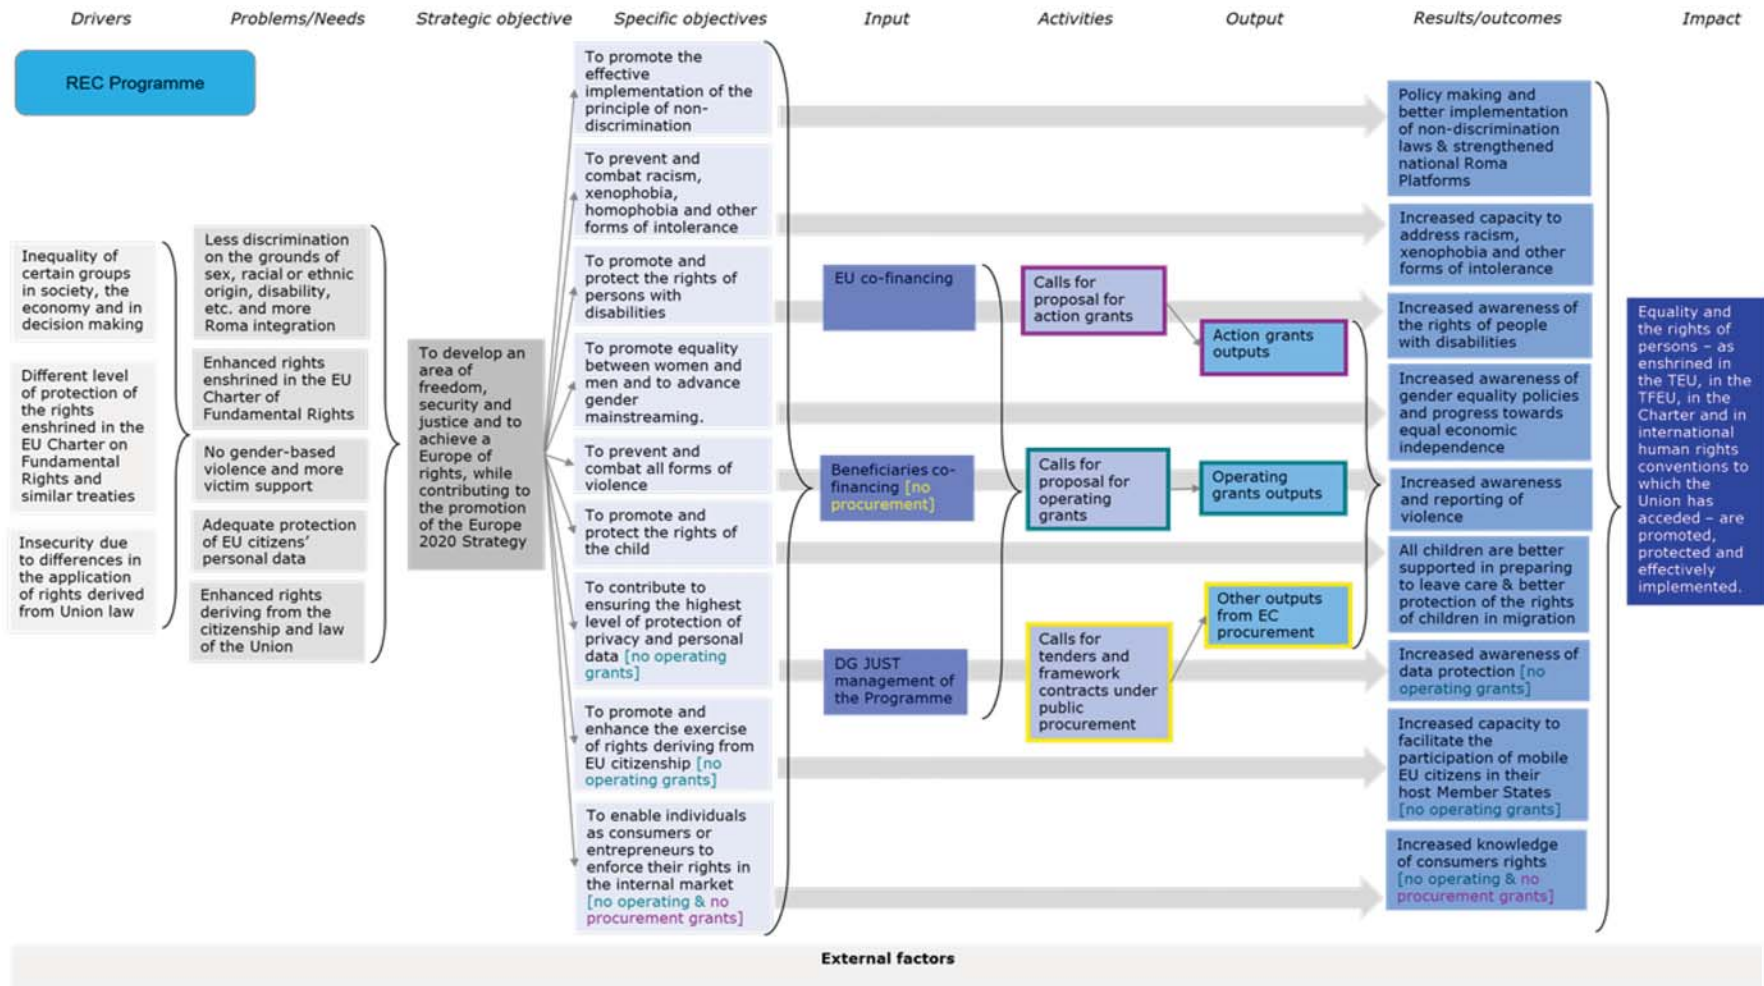 Drivers
Problems/Needs
Strategic objective
Specific objectives
Input
Activities
Output
Results/outcomes
Impact
REC Programme
Inequality of
certain groups
in society, the
economy and in
decision making
Different level
of protection of
the rights
enshrined in the
EU Charter on
Fundamental
Rights and
similar treaties
Insecurity due
to differences in
the application
of rights derived
from Union law
Less discrimination
on the grounds of
sex, racial or ethnic
origin, disability,
etc. and more
Roma integration
Enhanced rights
enshrined in the EU
Charter of
Fundamental Rights
No gender-based
violence and more
victim support
Adequate protection
of EU citizens’
personal data
Enhanced rights
deriving from the
citizenship and law
of the Union
To develop an
area of
freedom,
security and
justice and to
achieve a
Europe of
rights, while
contributing to
the promotion
of the Europe
2020 Strategy
To promote the
effective
implementation of the
principle of non-
discrimination
To prevent and
combat racism,
xenophobia,
homophobia and other
forms of intolerance
To promote and
protect the rights of
persons with
disabilities
To promote equality
between women and
men and to advance
gender
mainstreaming.
To prevent and
combat all forms of
violence
To promote and
protect the rights of
the child
To contribute to
ensuring the highest
level of protection of
privacy and personal
data [no operating
grants]
To promote and
enhance the exercise
of rights deriving from
EU citizenship [no
operating grants]
To enable individuals
as consumers or
entrepreneurs to
enforce their rights in
the internal market
[no operating & no
procurement grants]
EU co-financing
Beneficiaries co-
financing [no
procurement]
DG JUST
management of
the Programme
Calls for
proposal for
action grants
Calls for
proposal for
operating
grants
Calls for
tenders and
framework
contracts under
public
procurement
Action grants
outputs
Operating
grants outputs
Other outputs
from EC
procurement
Policy making and
better implementation
of non-discrimination
laws & strengthened
national Roma
Platforms
Increased capacity to
address racism,
xenophobia and other
forms of intolerance
Increased awareness of
the rights of people
with disabilities
Increased awareness of
gender equality policies
and progress towards
equal economic
independence
Increased awareness
and reporting of
violence
All children are better
supported in preparing
to leave care & better
protection of the rights
of children in migration
Increased awareness of
data protection [no
operating grants]
Increased capacity to
facilitate the
participation of mobile
EU citizens in their
host Member States
[no operating grants]
Increased knowledge
of consumers rights
[no operating & no
procurement grants]
Equality and
the rights of
persons – as
enshrined in
the TEU, in the
TFEU, in the
Charter and in
international
human rights
conventions to
which the
Union has
acceded – are
promoted,
protected and
effectively
implemented.
External factors